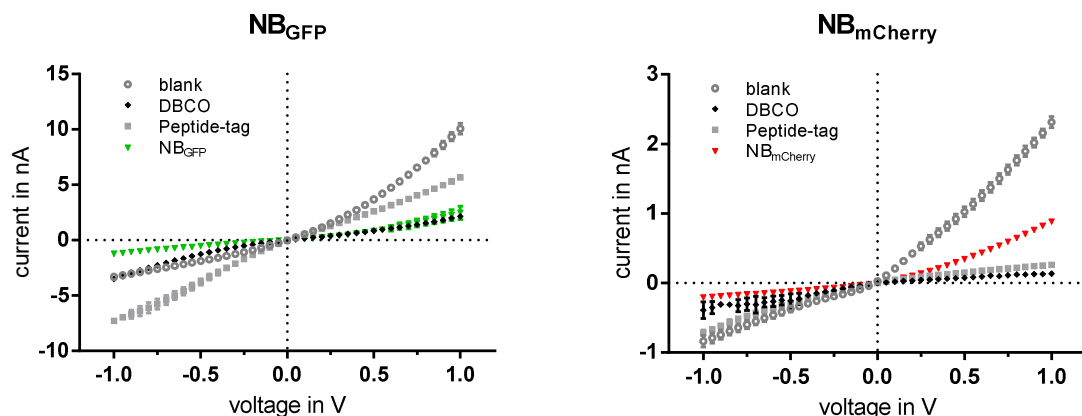 NBGFP
15
10
5
0
-5
-10
current in nA
blank
DBCO
Peptide-tag
NBGFP
-1.0 -0.5 0.0 0.5 1.0
voltage in V
NBmCherry
3
2
1
0
-1
current in nA
blank
DBCO
Peptide-tag
NBmCherry
-1.0 -0.5 0.0 0.5 1.0
voltage in V